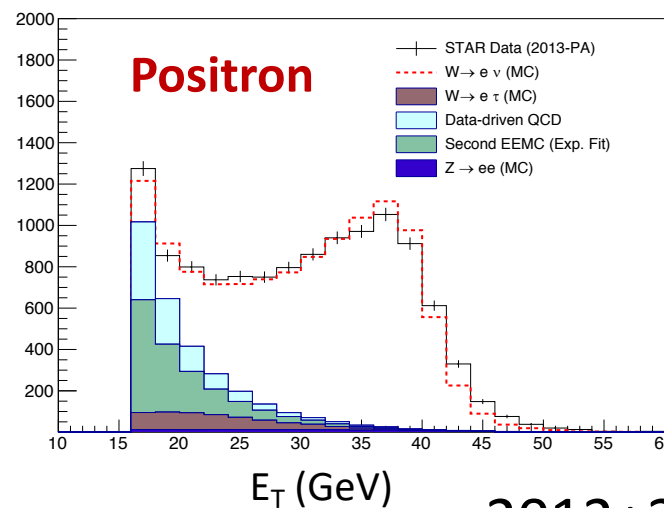 2000
1800
1600
1400
1200
1000
800
600
400
200
Positron
STAR Data (2013-PA)
W→ e ν (MC)
W→ e τ (MC)
Data-driven QCD
Second EEMC (Exp. Fit)
Z → ee (MC)
10 15 20 25 30 35 40 45 50 55
E_T (GeV)